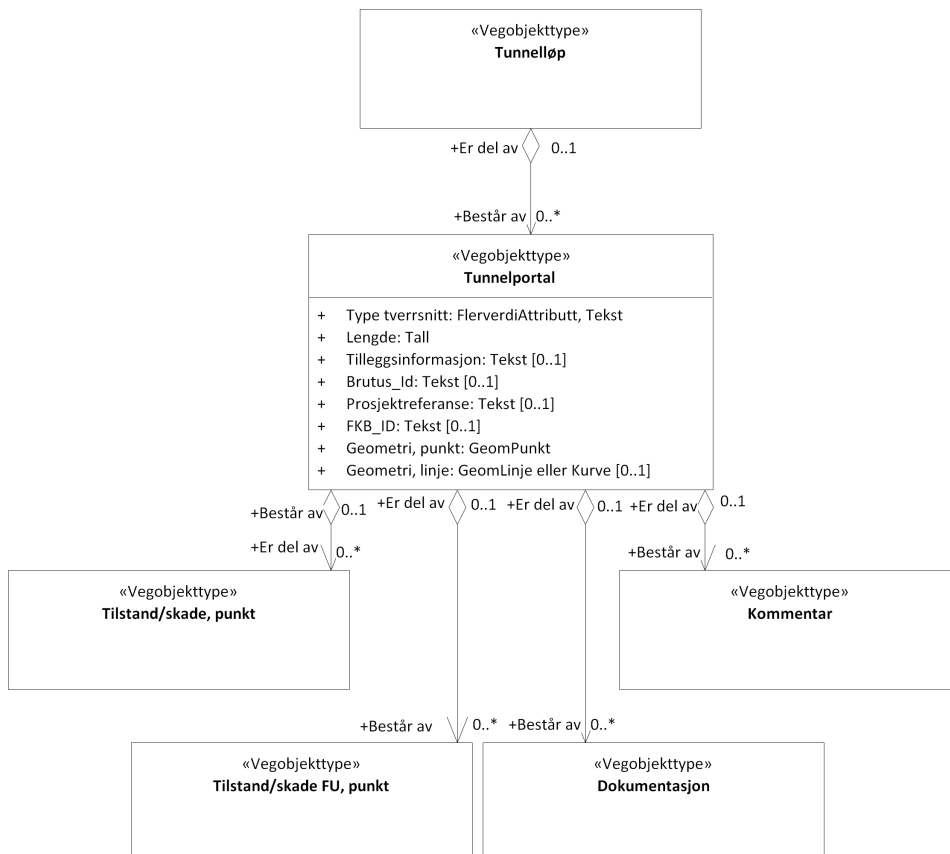 «Vegobjekttype»
Tunnelløp
+Er del av 0..1
+Består av 0..*
«Vegobjekttype»
Tunnelportal
+ Type tverrsnitt: FlerverdiAttributt, Tekst
+ Lengde: Tall
+ Tilleggsinformasjon: Tekst [0..1]
+ Brutus_Id: Tekst [0..1]
+ Prosjektreferanse: Tekst [0..1]
+ FKB_ID: Tekst [0..1]
+ Geometri, punkt: GeomPunkt
+ Geometri, linje: GeomLinje eller Kurve [0..1]
+Består av 0..1 +Er del av 0..1 +Er del av 0..1 +Er del av 0..1
+Er del av 0..* +Består av 0..*
«Vegobjekttype»
Tilstand/skade, punkt
«Vegobjekttype»
Kommentar
+Består av 0..* +Består av 0..*
«Vegobjekttype»
Tilstand/skade FU, punkt
«Vegobjekttype»
Dokumentasjon